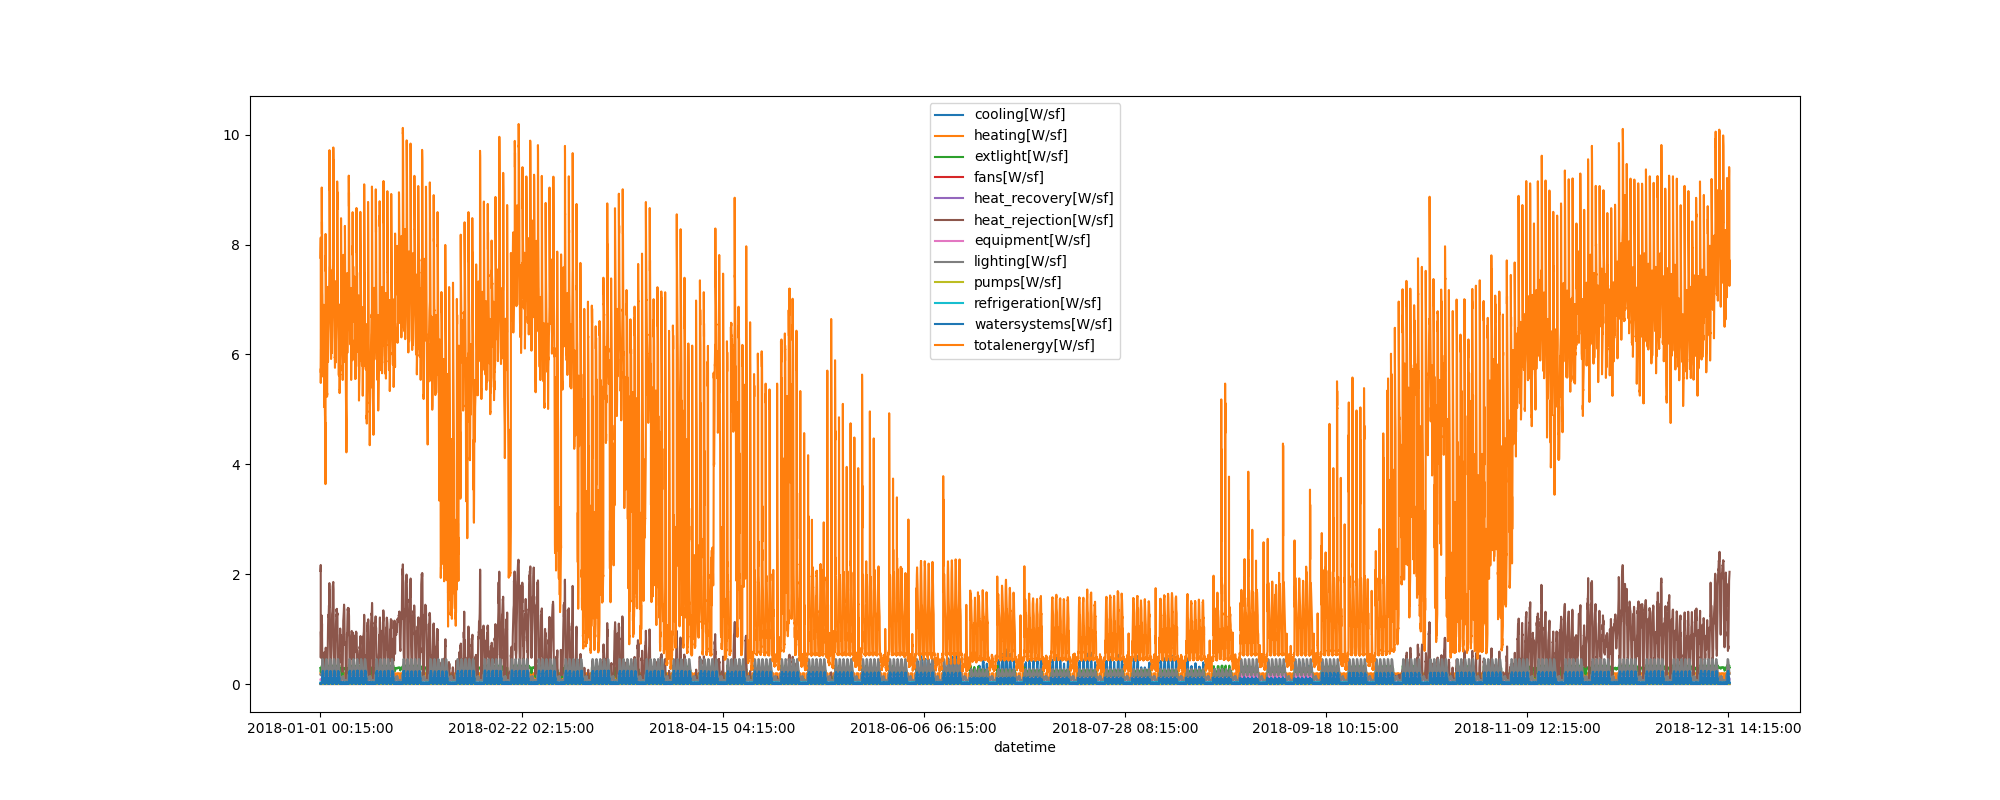 10
8
6
4
2
0
cooling[W/sf]
heating[W/sf]
extlight[W/sf]
fans[W/sf]
heat_recovery[W/sf]
heat_rejection[W/sf]
equipment[W/sf]
lighting[W/sf]
pumps[W/sf]
refrigeration[W/sf]
watersystems[W/sf]
totalenergy[W/sf]
2018-01-01 00:15:00 2018-02-22 02:15:00 2018-04-15 04:15:00 2018-06-06 06:15:00 2018-07-28 08:15:00 2018-09-18 10:15:00 2018-11-09 12:15:00 2018-12-31 14:15:00
datetime